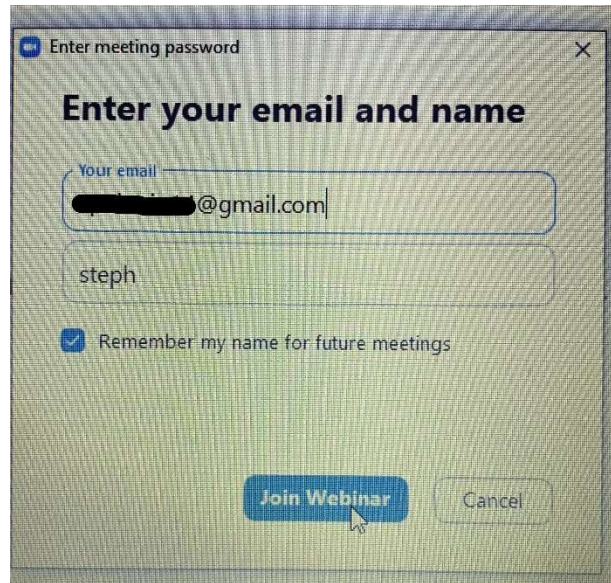 Enter meeting password
Enter your email and name
Your email
@gmail.com
steph
Remember my name for future meetings
Join Webinar
Cancel